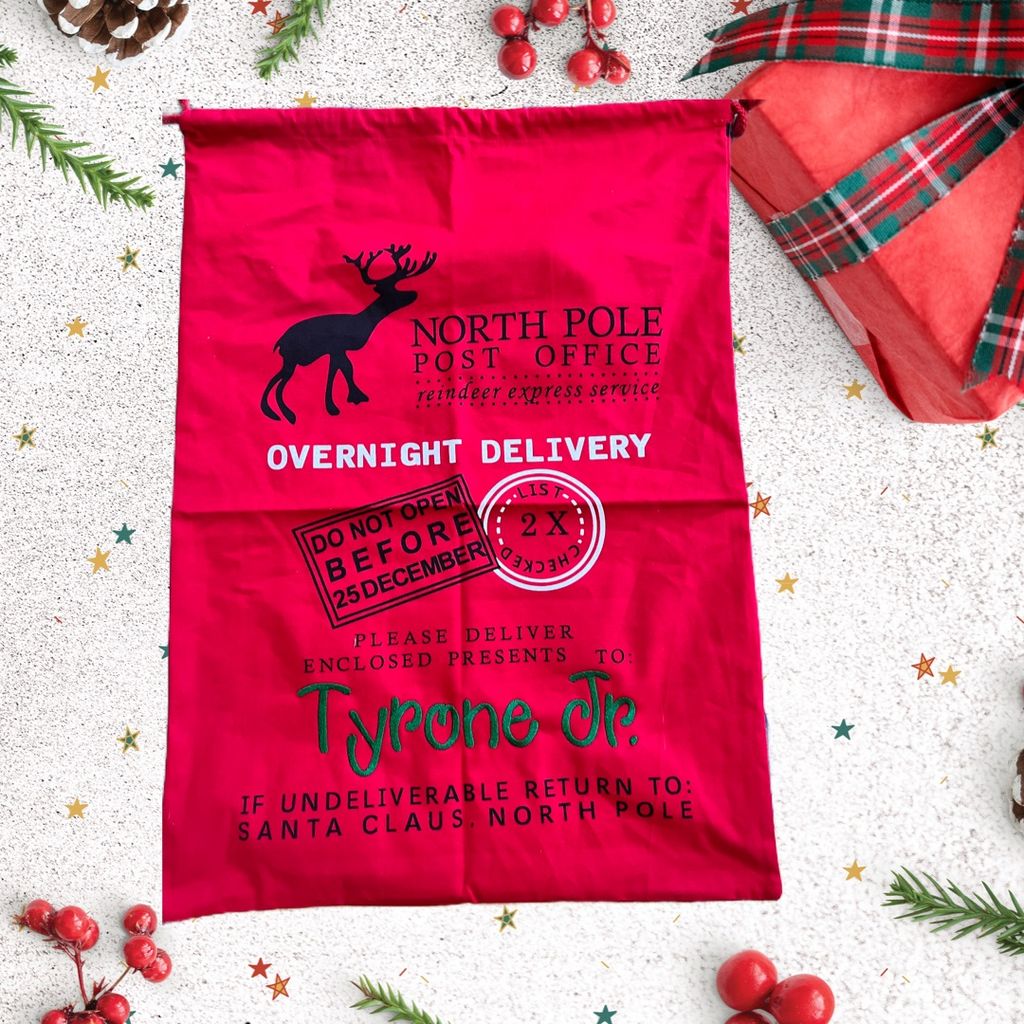 NORTH POLE
POST OFFICE
reindeer express service
OVERNIGHT DELIVERY
DO NOT OPEN
BEFORE
25 DECEMBER
LIST
2 X
CHECKED
PLEASE DELIVER
ENCLOSED PRESENTS TO:
Tyrone Jr.
IF UNDELIVERABLE RETURN TO:
SANTA CLAUS, NORTH POLE